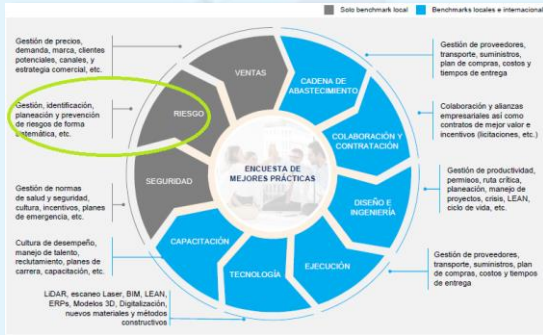 Solo benchmark local
Benchmarks locales e internacional
Gestión de precios,
demanda, marca, clientes
potenciales, canales, y
estrategia comercial, etc.
VENTAS
CADENA DE
ABASTECIMIENTO
Gestión de proveedores,
transporte, suministros,
plan de compras, costos y
tiempos de entrega
Gestión, identificación,
planeación y prevención
de riesgos de forma
sistemática, etc.
RIESGO
COLABORACIÓN Y
CONTRATACIÓN
Colaboración y alianzas
empresariales así como
contratos de mejor valor e
incentivos (licitaciones, etc.)
ENCUESTA DE
MEJORES PRÁCTICAS
Gestión de normas
de salud y seguridad,
cultura, incentivos, planes
de emergencia, etc.
SEGURIDAD
DISEÑO E
INGENIERÍA
Gestión de productividad,
permisos, ruta crítica,
planeación, manejo de
proyectos, crisis, LEAN,
ciclo de vida, etc.
Cultura de desempeño,
manejo de talento,
reclutamiento, planes de
carrera, capacitación, etc.
CAPACITACIÓN
TECNOLOGÍA
EJECUCIÓN
Gestión de proveedores,
transporte, suministros, plan
de compras, costos y tiempos
de entrega
LiDAR, escaneo Laser, BIM, LEAN,
ERPs, Modelos 3D, Digitalización,
nuevos materiales y métodos
constructivos